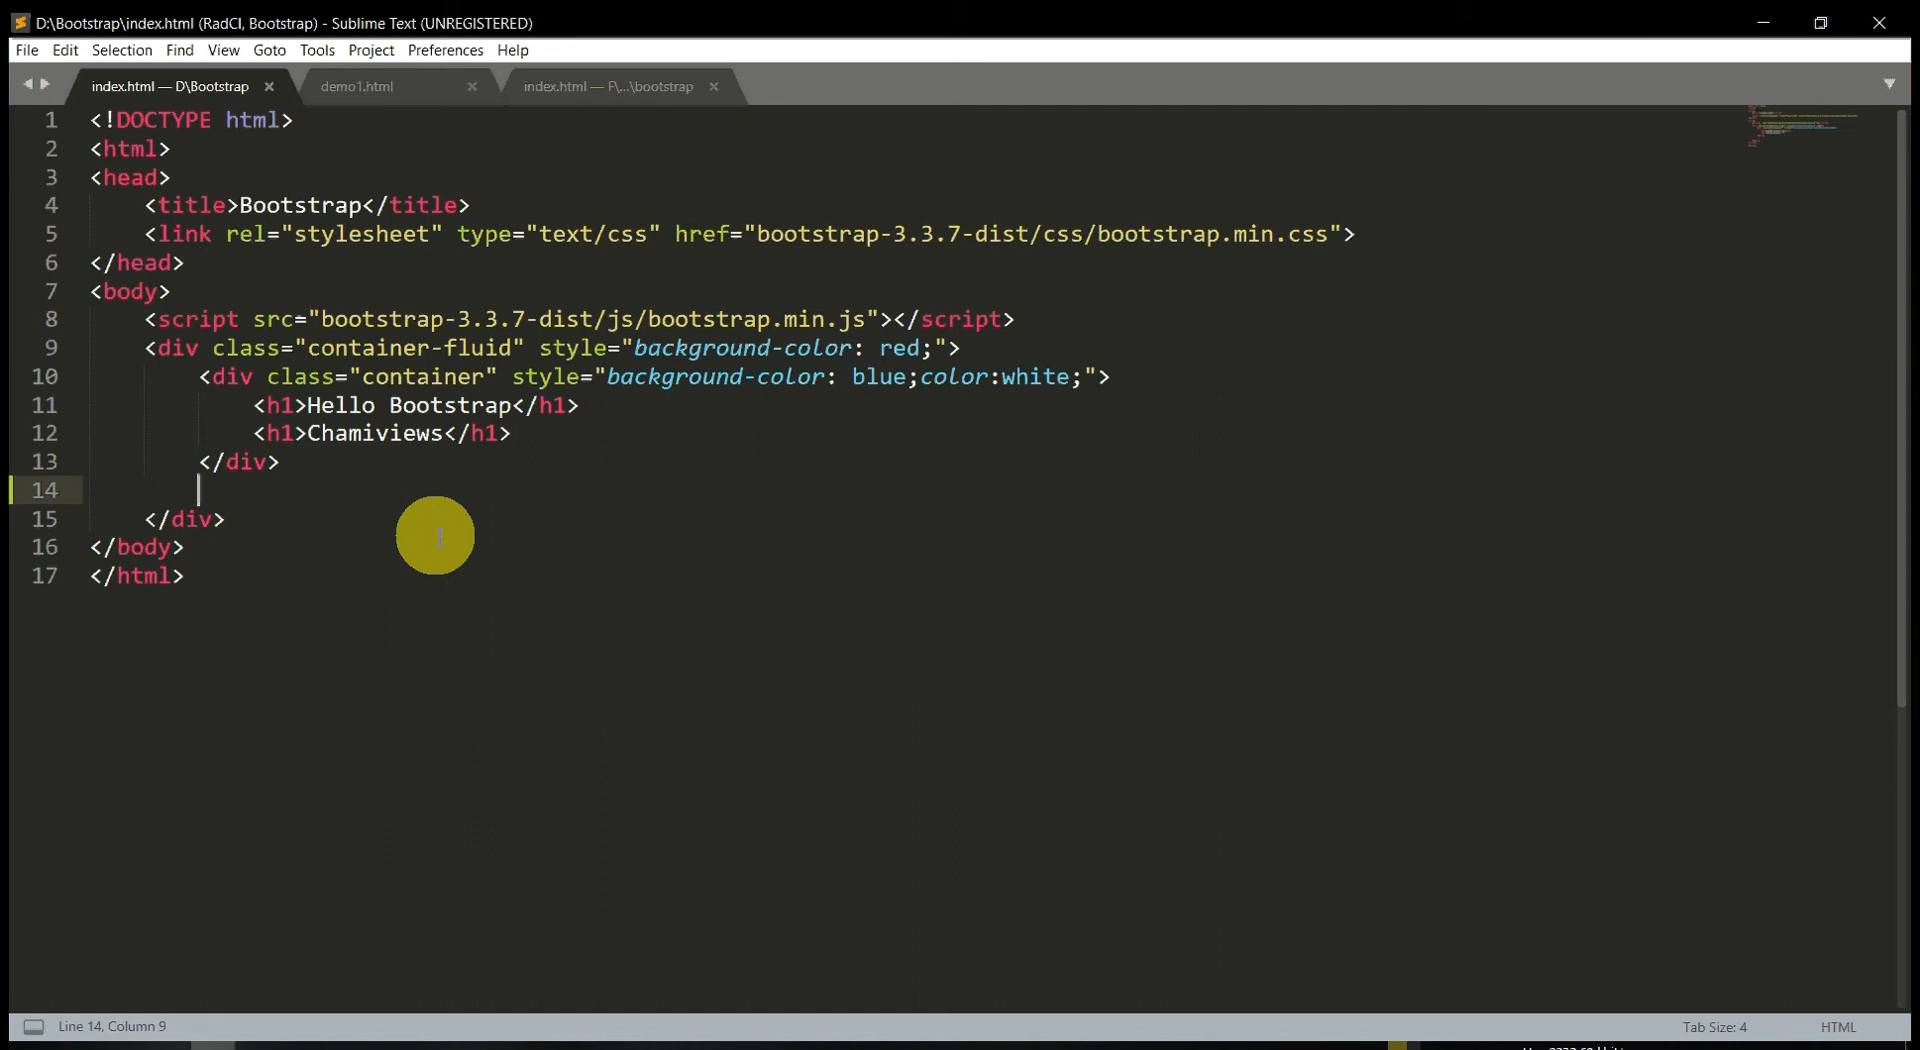 D:\Bootstrap\index.html (RadCI, Bootstrap) - Sublime Text (UNREGISTERED)
File Edit Selection Find View Goto Tools Project Preferences Help
index.html — D\Bootstrap demo1.html index.html — F\...\bootstrap
1 <!DOCTYPE html>
2 <html>
3 <head>
4 <title>Bootstrap</title>
5 <link rel="stylesheet" type="text/css" href="bootstrap-3.3.7-dist/css/bootstrap.min.css">
6 </head>
7 <body>
8 <script src="bootstrap-3.3.7-dist/js/bootstrap.min.js"></script>
9 <div class="container-fluid" style="background-color: red;">
10 <div class="container" style="background-color: blue;color:white;">
11 <h1>Hello Bootstrap</h1>
12 <h1>Chamiviews</h1>
13 </div>
14
15 </div>
16 </body>
17 </html>
Line 14, Column 9 Tab Size: 4 HTML